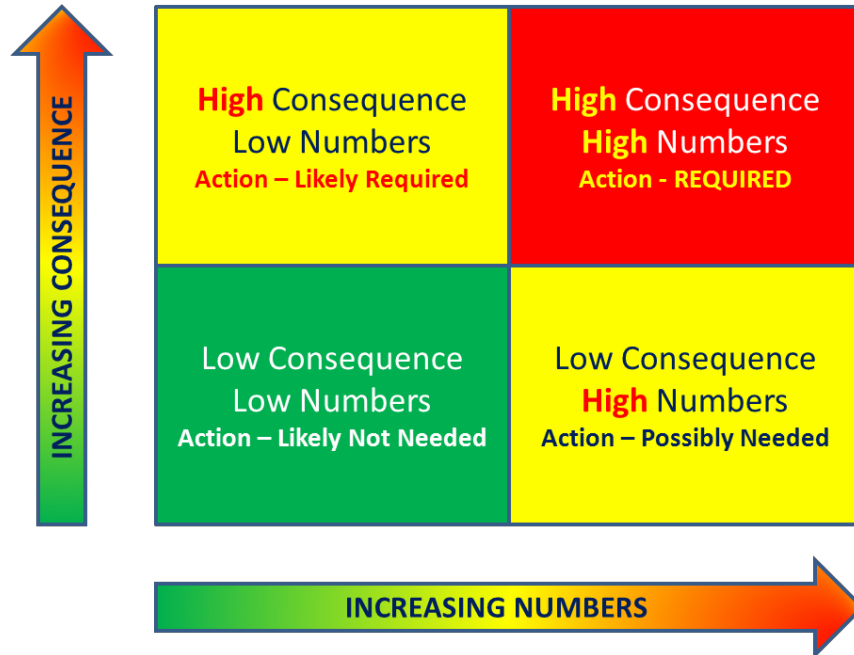 INCREASING CONSEQUENCE
High Consequence
Low Numbers
Action – Likely Required
High Consequence
High Numbers
Action - REQUIRED
Low Consequence
Low Numbers
Action – Likely Not Needed
Low Consequence
High Numbers
Action – Possibly Needed
INCREASING NUMBERS